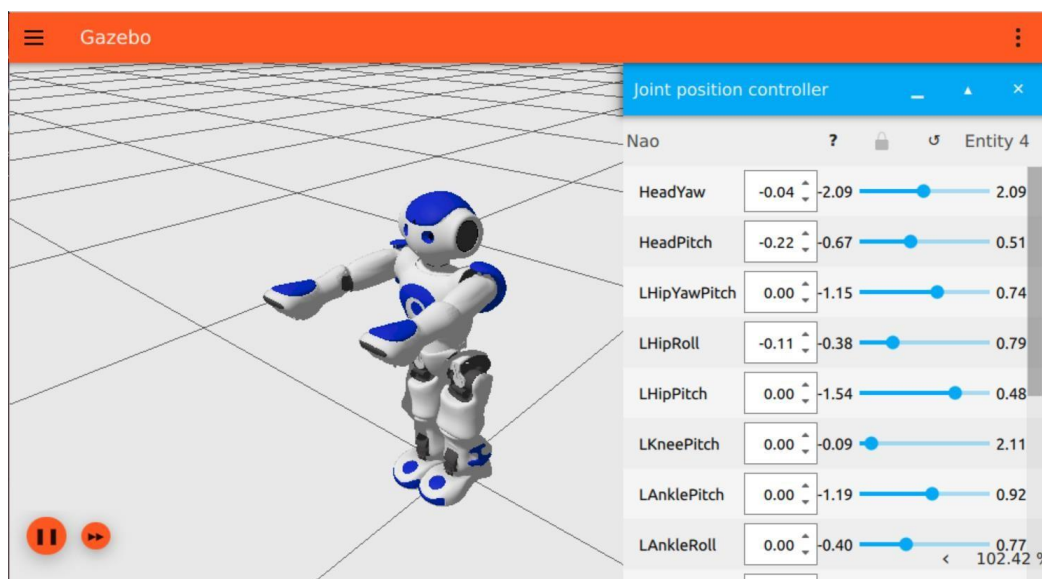 Gazebo
Joint position controller
Nao ? Entity 4
HeadYaw -0.04 -2.09 2.09
HeadPitch -0.22 -0.67 0.51
LHipYawPitch 0.00 -1.15 0.74
LHipRoll -0.11 -0.38 0.79
LHipPitch 0.00 -1.54 0.48
LKneePitch 0.00 -0.09 2.11
LAnklePitch 0.00 -1.19 0.92
LAnkleRoll 0.00 -0.40 0.77
102.42 %